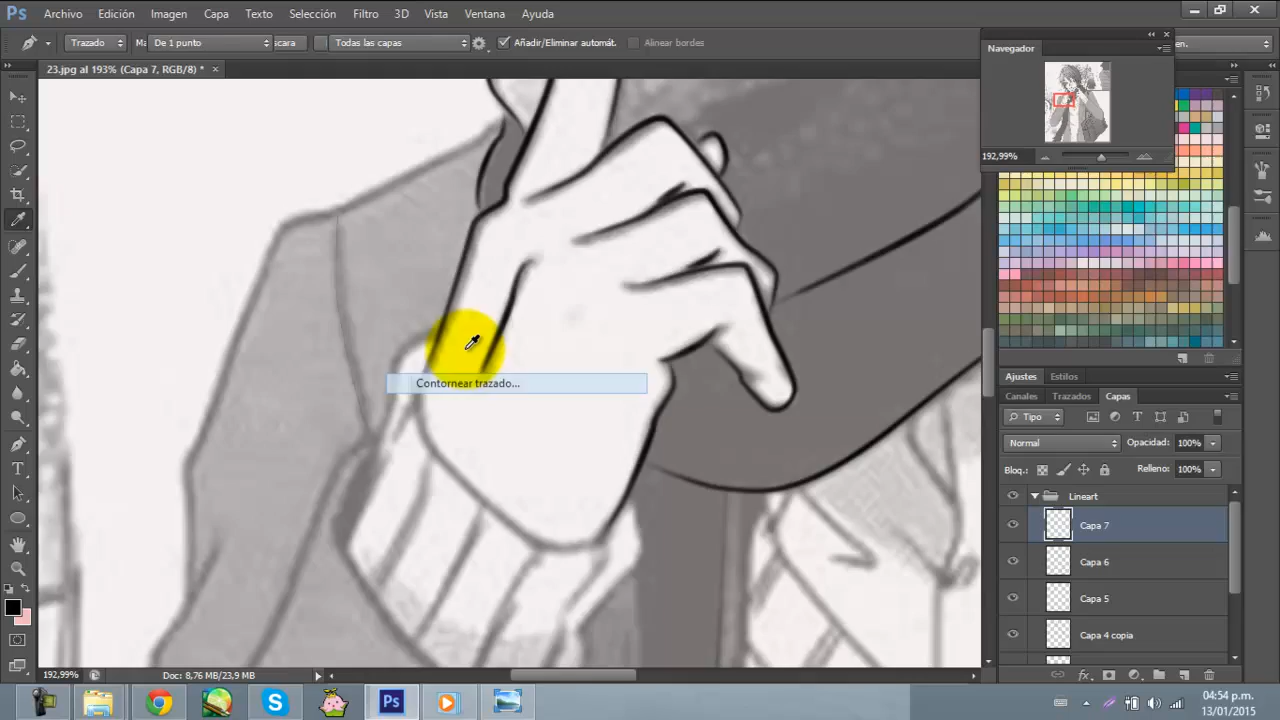 Ps Archivo Edición Imagen Capa Texto Selección Filtro 3D Vista Ventana Ayuda
Trazado Ma De 1 punto scara Todas las capas Añadir/Eliminar automát. Alinear bordes en.
Navegador
23.jpg al 193% (Capa 7, RGB/8) *
192,99%
Contornear trazado...
Ajustes Estilos
Canales Trazados Capas
Tipo
Normal Opacidad: 100%
Bloq.: Relleno: 100%
Lineart
Capa 7
Capa 6
Capa 5
Capa 4 copia
192,99% Doc: 8,76 MB/23,9 MB
Ps
04:54 p.m.
13/01/2015